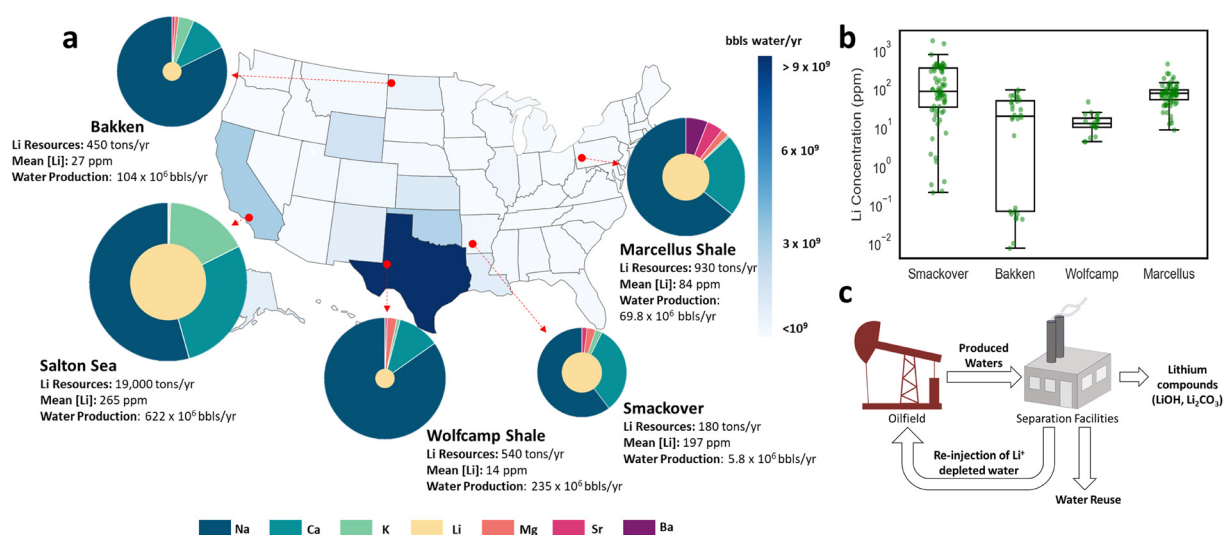 a
Bakken
Li Resources: 450 tons/yr
Mean [Li]: 27 ppm
Water Production: 104 x 10⁶ bbls/yr
Salton Sea
Li Resources: 19,000 tons/yr
Mean [Li]: 265 ppm
Water Production: 622 x 10⁶ bbls/yr
Wolfcamp Shale
Li Resources: 540 tons/yr
Mean [Li]: 14 ppm
Water Production: 235 x 10⁶ bbls/yr
Smackover
Li Resources: 180 tons/yr
Mean [Li]: 197 ppm
Water Production: 5.8 x 10⁶ bbls/yr
Marcellus Shale
Li Resources: 930 tons/yr
Mean [Li]: 84 ppm
Water Production:
69.8 x 10⁶ bbls/yr
bbls water/yr
> 9 x 10⁹
6 x 10⁹
3 x 10⁹
<10⁹
Na Ca K Li Mg Sr Ba
b
Li Concentration (ppm)
10³
10²
10¹
10⁰
10⁻¹
10⁻²
Smackover Bakken Wolfcamp Marcellus
c
Produced
Waters
Oilfield
Separation Facilities
Lithium
compounds
(LiOH, Li₂CO₃)
Re-injection of Li⁺
depleted water
Water Reuse